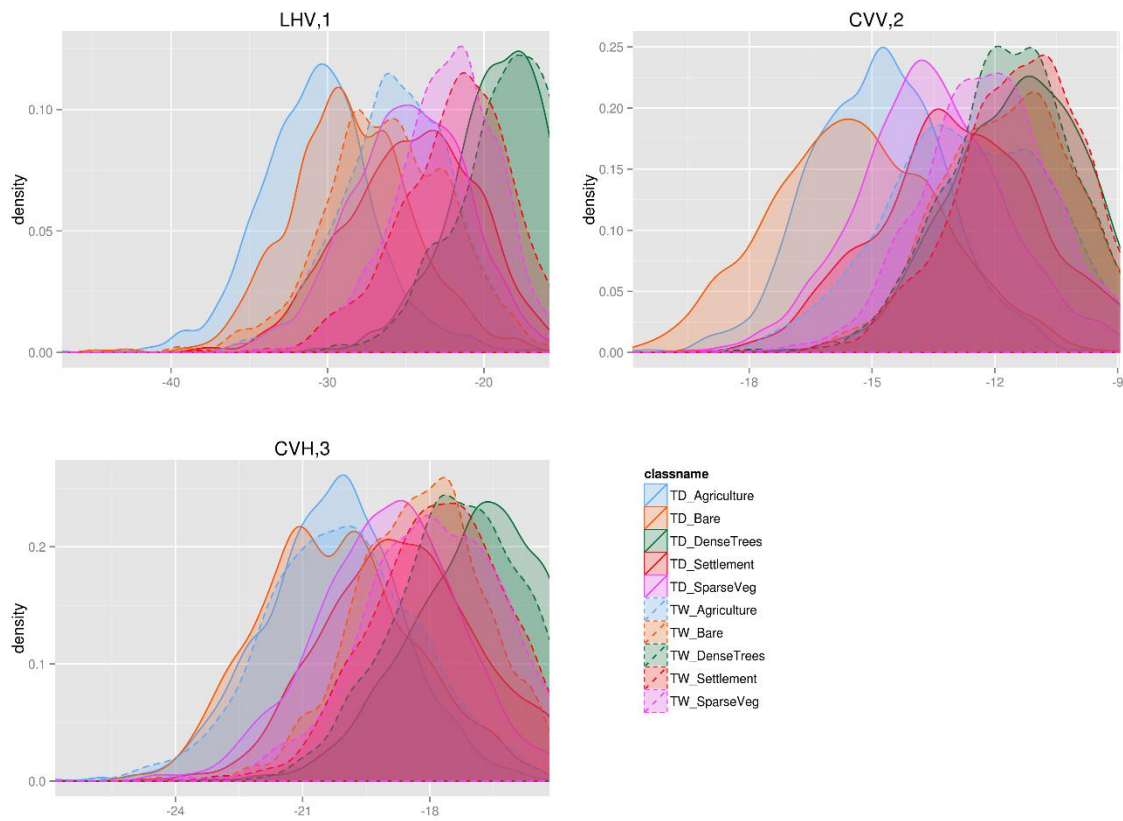 LHV,1
density
0.10
0.05
0.00
-40
-30
-20
CVV,2
density
0.25
0.20
0.15
0.10
0.05
0.00
-18
-15
-12
-9
CVH,3
density
0.2
0.1
0.0
-24
-21
-18
classname
TD_Agriculture
TD_Bare
TD_DenseTrees
TD_Settlement
TD_SparseVeg
TW_Agriculture
TW_Bare
TW_DenseTrees
TW_Settlement
TW_SparseVeg